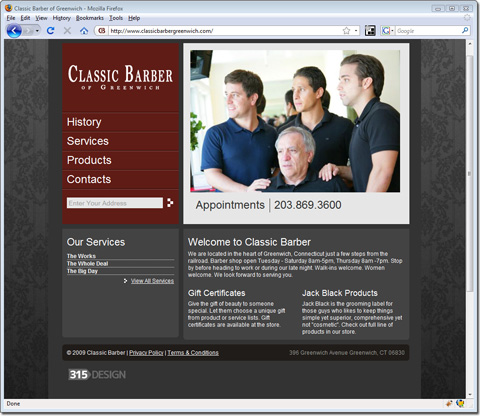 Classic Barber of Greenwich - Mozilla Firefox
File Edit View History Bookmarks Tools Help
http://www.classicbarbergreenwich.com/
Google
CLASSIC BARBER
OF GREENWICH
History
Services
Products
Contacts
Enter Your Address
Appointments | 203.869.3600
Our Services
The Works
The Whole Deal
The Big Day
View All Services
Welcome to Classic Barber
We are located in the heart of Greenwich, Connecticut just a few steps from the
railroad. Barber shop open Tuesday - Saturday 8am-5pm, Thursday 8am -7pm. Stop
by before heading to work or during our late night. Walk-ins welcome. Women
welcome. We look forward to serving you.
Gift Certificates
Give the gift of beauty to someone
special. Let them choose a unique gift
from product or service lists. Gift
certificates are available at the store.
Jack Black Products
Jack Black is the grooming label for
those guys who likes to keep things
simple yet superior, comprehensive yet
not "cosmetic". Check out full line of
products in our store.
© 2009 Classic Barber | Privacy Policy | Terms & Conditions
386 Greenwich Avenue Greenwich, CT 06830
315 DESIGN
Done